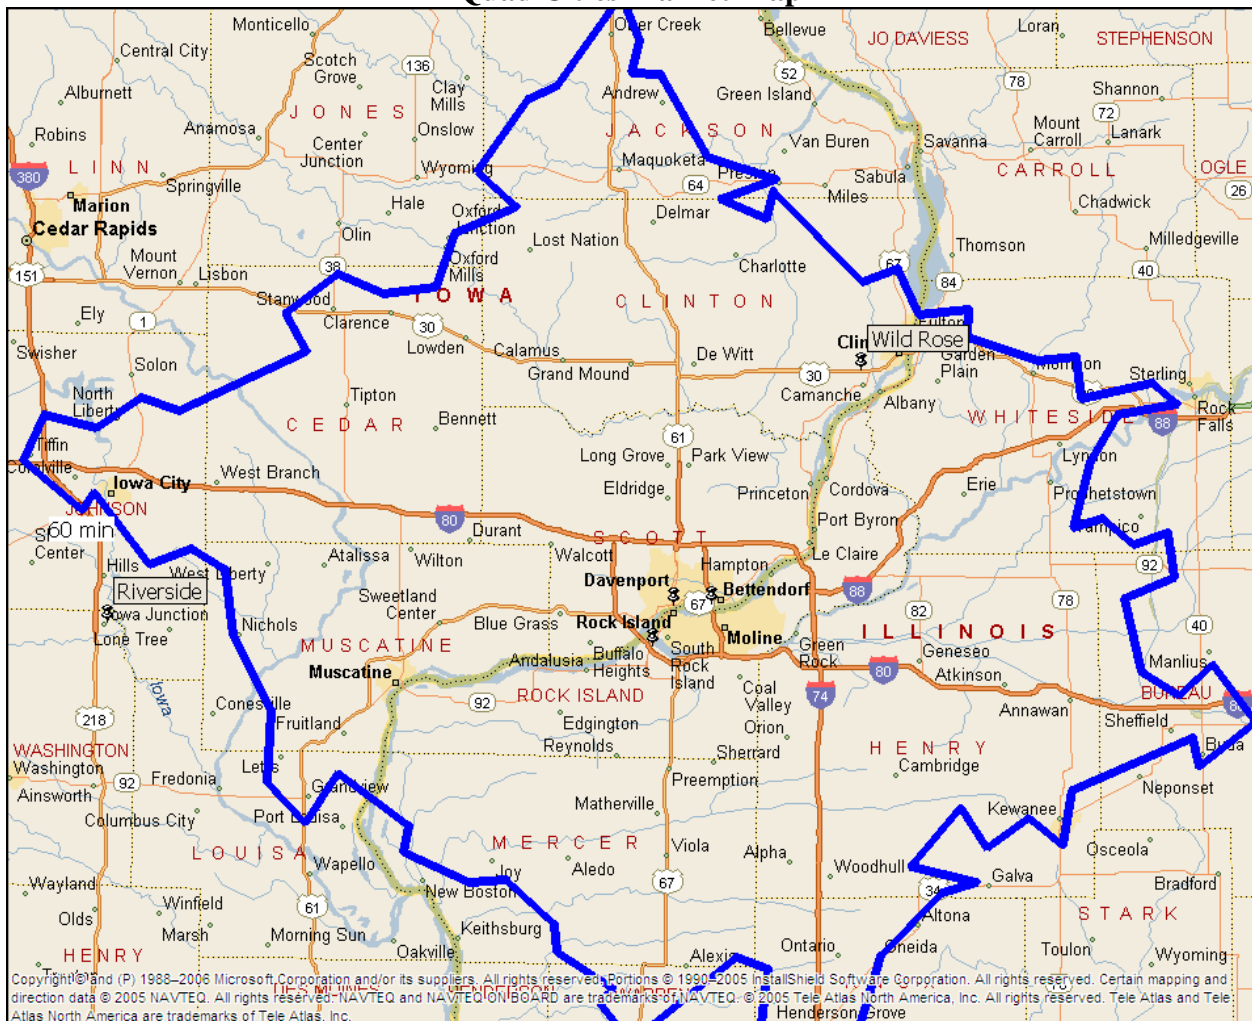 Quad Cities Market Map
Monticello
Otter Creek
Bellevue
Loran
JO DAVIESS
STEPHENSON
Central City
Scotch
Grove
136
52
78
Clay
Mills
Andrew
Green Island
Shannon
Alburnett
JONES
72
Robins
Anamosa
Onslow
JACKSON
Mount
Carroll
Lanark
Center
Junction
Van Buren
Savanna
LINN
Wyoming
Maquoketa
Preston
Sabula
CARROLL
OGLE
380
Springville
64
Miles
26
Marion
Hale
Oxford
Junction
Delmar
Chadwick
Cedar Rapids
Olin
Lost Nation
Milledgeville
Mount
Vernon
Lisbon
38
Oxford
Mills
Charlotte
67
Thomson
40
151
84
Stanwood
IOWA
CLINTON
Ely
1
Clarence
30
Fulton
Swisher
Lowden
Calamus
De Witt
Clin
Wild Rose
Garden
Plain
Morrison
Solon
Grand Mound
30
Sterling
North
Liberty
Tipton
Camanche
Albany
Rock
Falls
CEDAR
Bennett
WHITESIDE
88
Tiffin
61
Coralville
West Branch
Long Grove
Park View
Lyndon
Iowa City
Eldridge
Princeton
Cordova
Erie
Prophetstown
JOHNSON
80
Port Byron
Tampico
60 min
Durant
SCOTT
Center
Atalissa
Wilton
Walcott
Le Claire
92
Hills
West Liberty
Hampton
Riverside
Sweetland
Center
Davenport
67
Bettendorf
88
78
Iowa Junction
Blue Grass
Rock Island
82
Lone Tree
Nichols
Moline
ILLINOIS
40
MUSCATINE
Buffalo
Heights
South
Rock
Island
Green
Rock
Geneseo
Muscatine
Andalusia
80
Atkinson
Manlius
Iowa
92
ROCK ISLAND
Coal
Valley
74
BUREAU
80
218
Conesville
Fruitland
Edgington
Orion
Annawan
Sheffield
WASHINGTON
Reynolds
Sherrard
HENRY
Buda
Washington
92
Fredonia
Letts
Preemption
Cambridge
Ainsworth
Grandview
Neponset
Columbus City
Port Louisa
Matherville
Kewanee
LOUISA
MERCER
Viola
Alpha
Osceola
Wapello
Joy
Aledo
Woodhull
Wayland
New Boston
67
34
Galva
Bradford
Winfield
61
Altona
STARK
Olds
Marsh
Morning Sun
Keithsburg
HENRY
Oakville
Alexis
Ontario
Oneida
Toulon
Wyoming
Copyright © and (P) 1988–2006 Microsoft Corporation and/or its suppliers. All rights reserved. Portions © 1990–2005 InstallShield Software Corporation. All rights reserved. Certain mapping and
direction data © 2005 NAVTEQ. All rights reserved. NAVTEQ and NAVTEQ ON BOARD are trademarks of NAVTEQ. © 2005 Tele Atlas North America, Inc. All rights reserved. Tele Atlas and Tele
Atlas North America are trademarks of Tele Atlas, Inc.
Henderson Grove